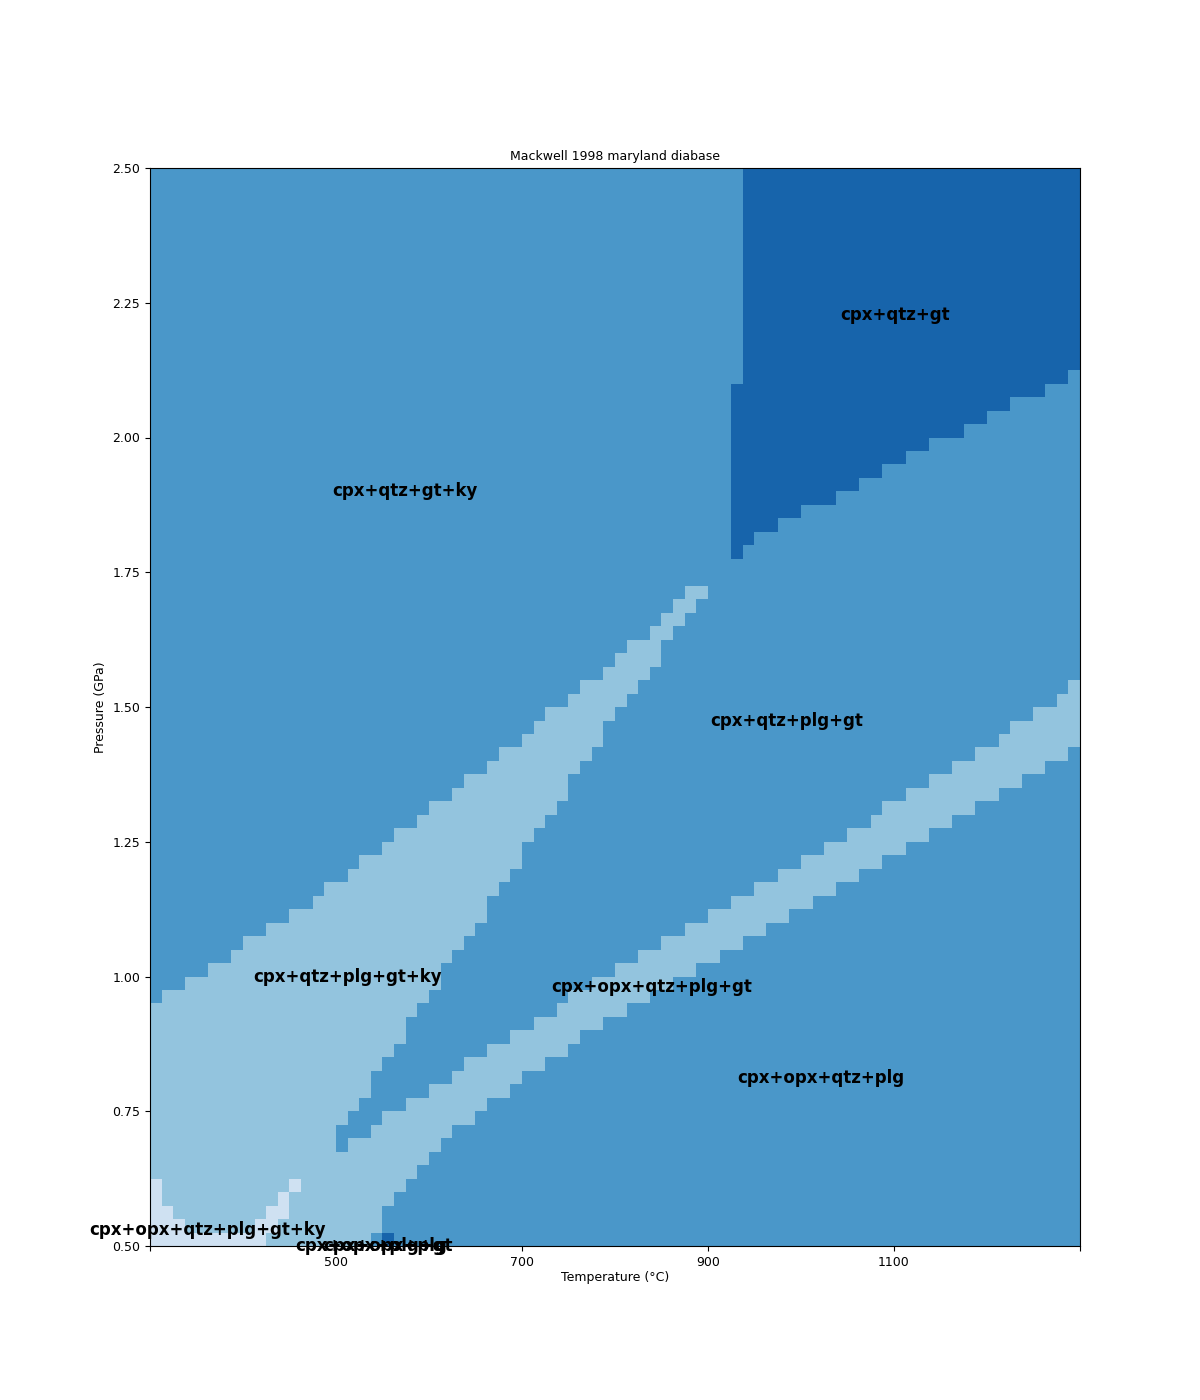 Mackwell 1998 maryland diabase
2.50
2.25
cpx+qtz+gt
2.00
cpx+qtz+gt+ky
1.75
Pressure (GPa)
1.50
cpx+qtz+plg+gt
1.25
1.00
cpx+qtz+plg+gt+ky
cpx+opx+qtz+plg+gt
cpx+opx+qtz+plg
0.75
cpx+opx+qtz+plg+gt+ky
0.50
500
700
900
1100
Temperature (°C)